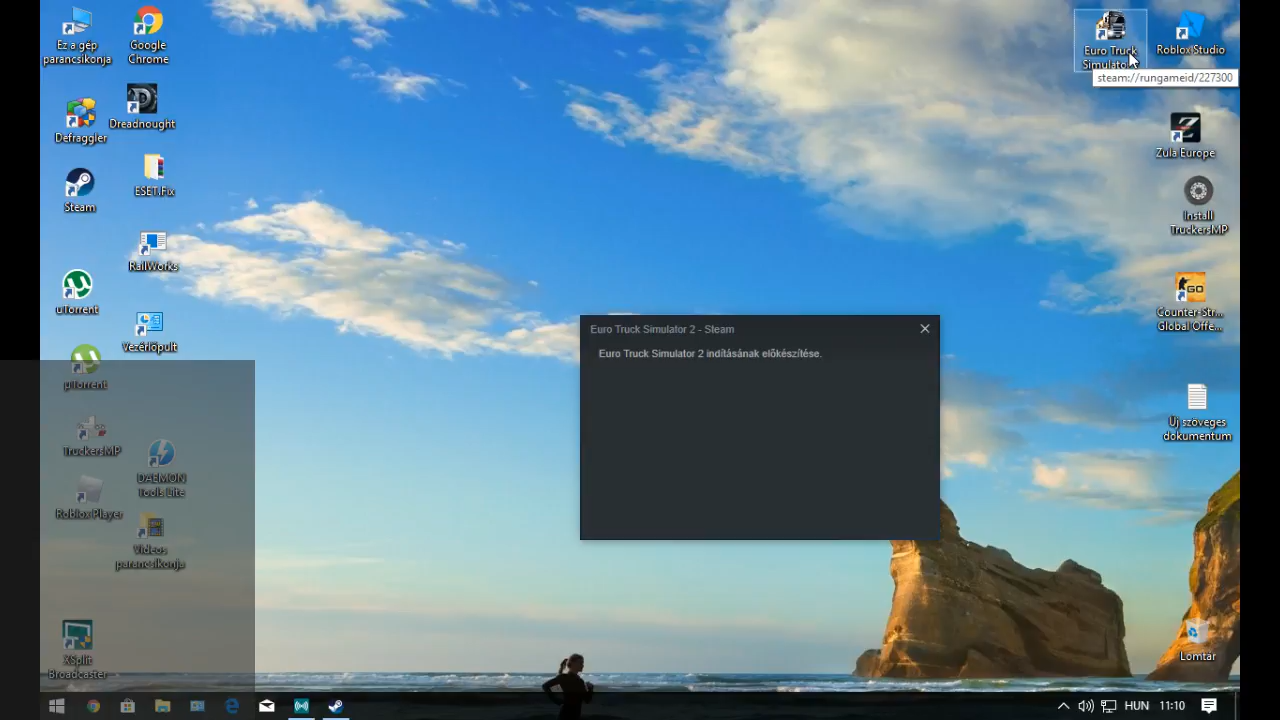 Ez a gép
parancsikonja
Google
Chrome
Defraggler
Dreadnought
Steam
ESET.Fix
RailWorks
uTorrent
Vezérlőpult
µTorrent
TruckersMP
DAEMON
Tools Lite
Roblox Player
Videos
parancsikonja
XSplit
Broadcaster
Euro Truck Simulator 2 - Steam
Euro Truck Simulator 2 indításának előkészítése.
Euro Truck
Simulator
steam://rungameid/227300
Roblox Studio
Zula Europe
Install
TruckersMP
GO
Counter-Str...
Global Offe...
Új szöveges
dokumentum
Lomtár
HUN
11:10